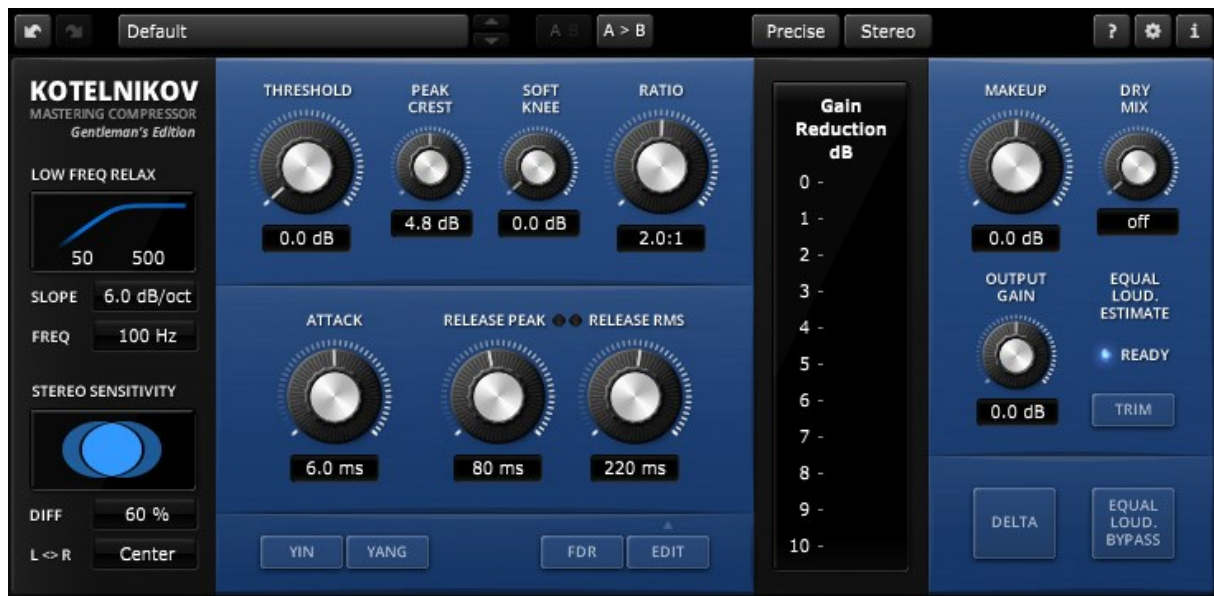 Default
A B
A > B
Precise
Stereo
?
i
KOTELNIKOV
MASTERING COMPRESSOR
Gentleman's Edition
LOW FREQ RELAX
50 500
SLOPE 6.0 dB/oct
FREQ 100 Hz
STEREO SENSITIVITY
DIFF 60 %
L <> R Center
THRESHOLD
0.0 dB
PEAK
CREST
4.8 dB
SOFT
KNEE
0.0 dB
RATIO
2.0:1
ATTACK
6.0 ms
RELEASE PEAK
80 ms
RELEASE RMS
220 ms
YIN
YANG
FDR
EDIT
Gain
Reduction
dB
0 -
1 -
2 -
3 -
4 -
5 -
6 -
7 -
8 -
9 -
10 -
MAKEUP
0.0 dB
DRY
MIX
off
OUTPUT
GAIN
0.0 dB
EQUAL
LOUD.
ESTIMATE
READY
TRIM
DELTA
EQUAL
LOUD.
BYPASS